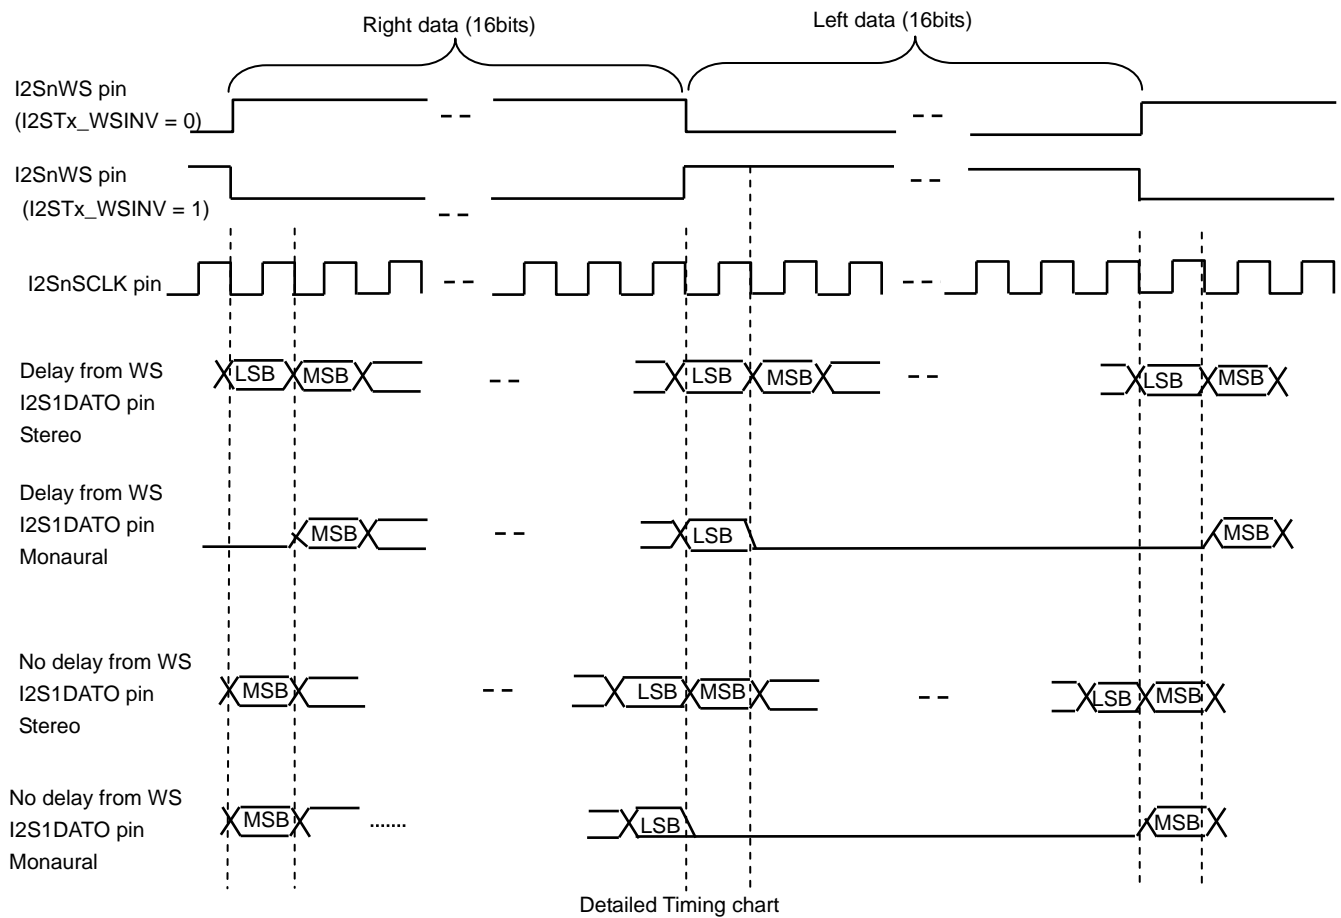 Right data (16bits)
Left data (16bits)
I2SnWS pin
(I2STx_WSINV = 0)
I2SnWS pin
(I2STx_WSINV = 1)
I2SnSCLK pin
Delay from WS
I2S1DATO pin
Stereo
LSB MSB LSB MSB LSB MSB
Delay from WS
I2S1DATO pin
Monaural
MSB LSB MSB
No delay from WS
I2S1DATO pin
Stereo
MSB LSB MSB LSB MSB
No delay from WS
I2S1DATO pin
Monaural
MSB ....... LSB MSB
Detailed Timing chart